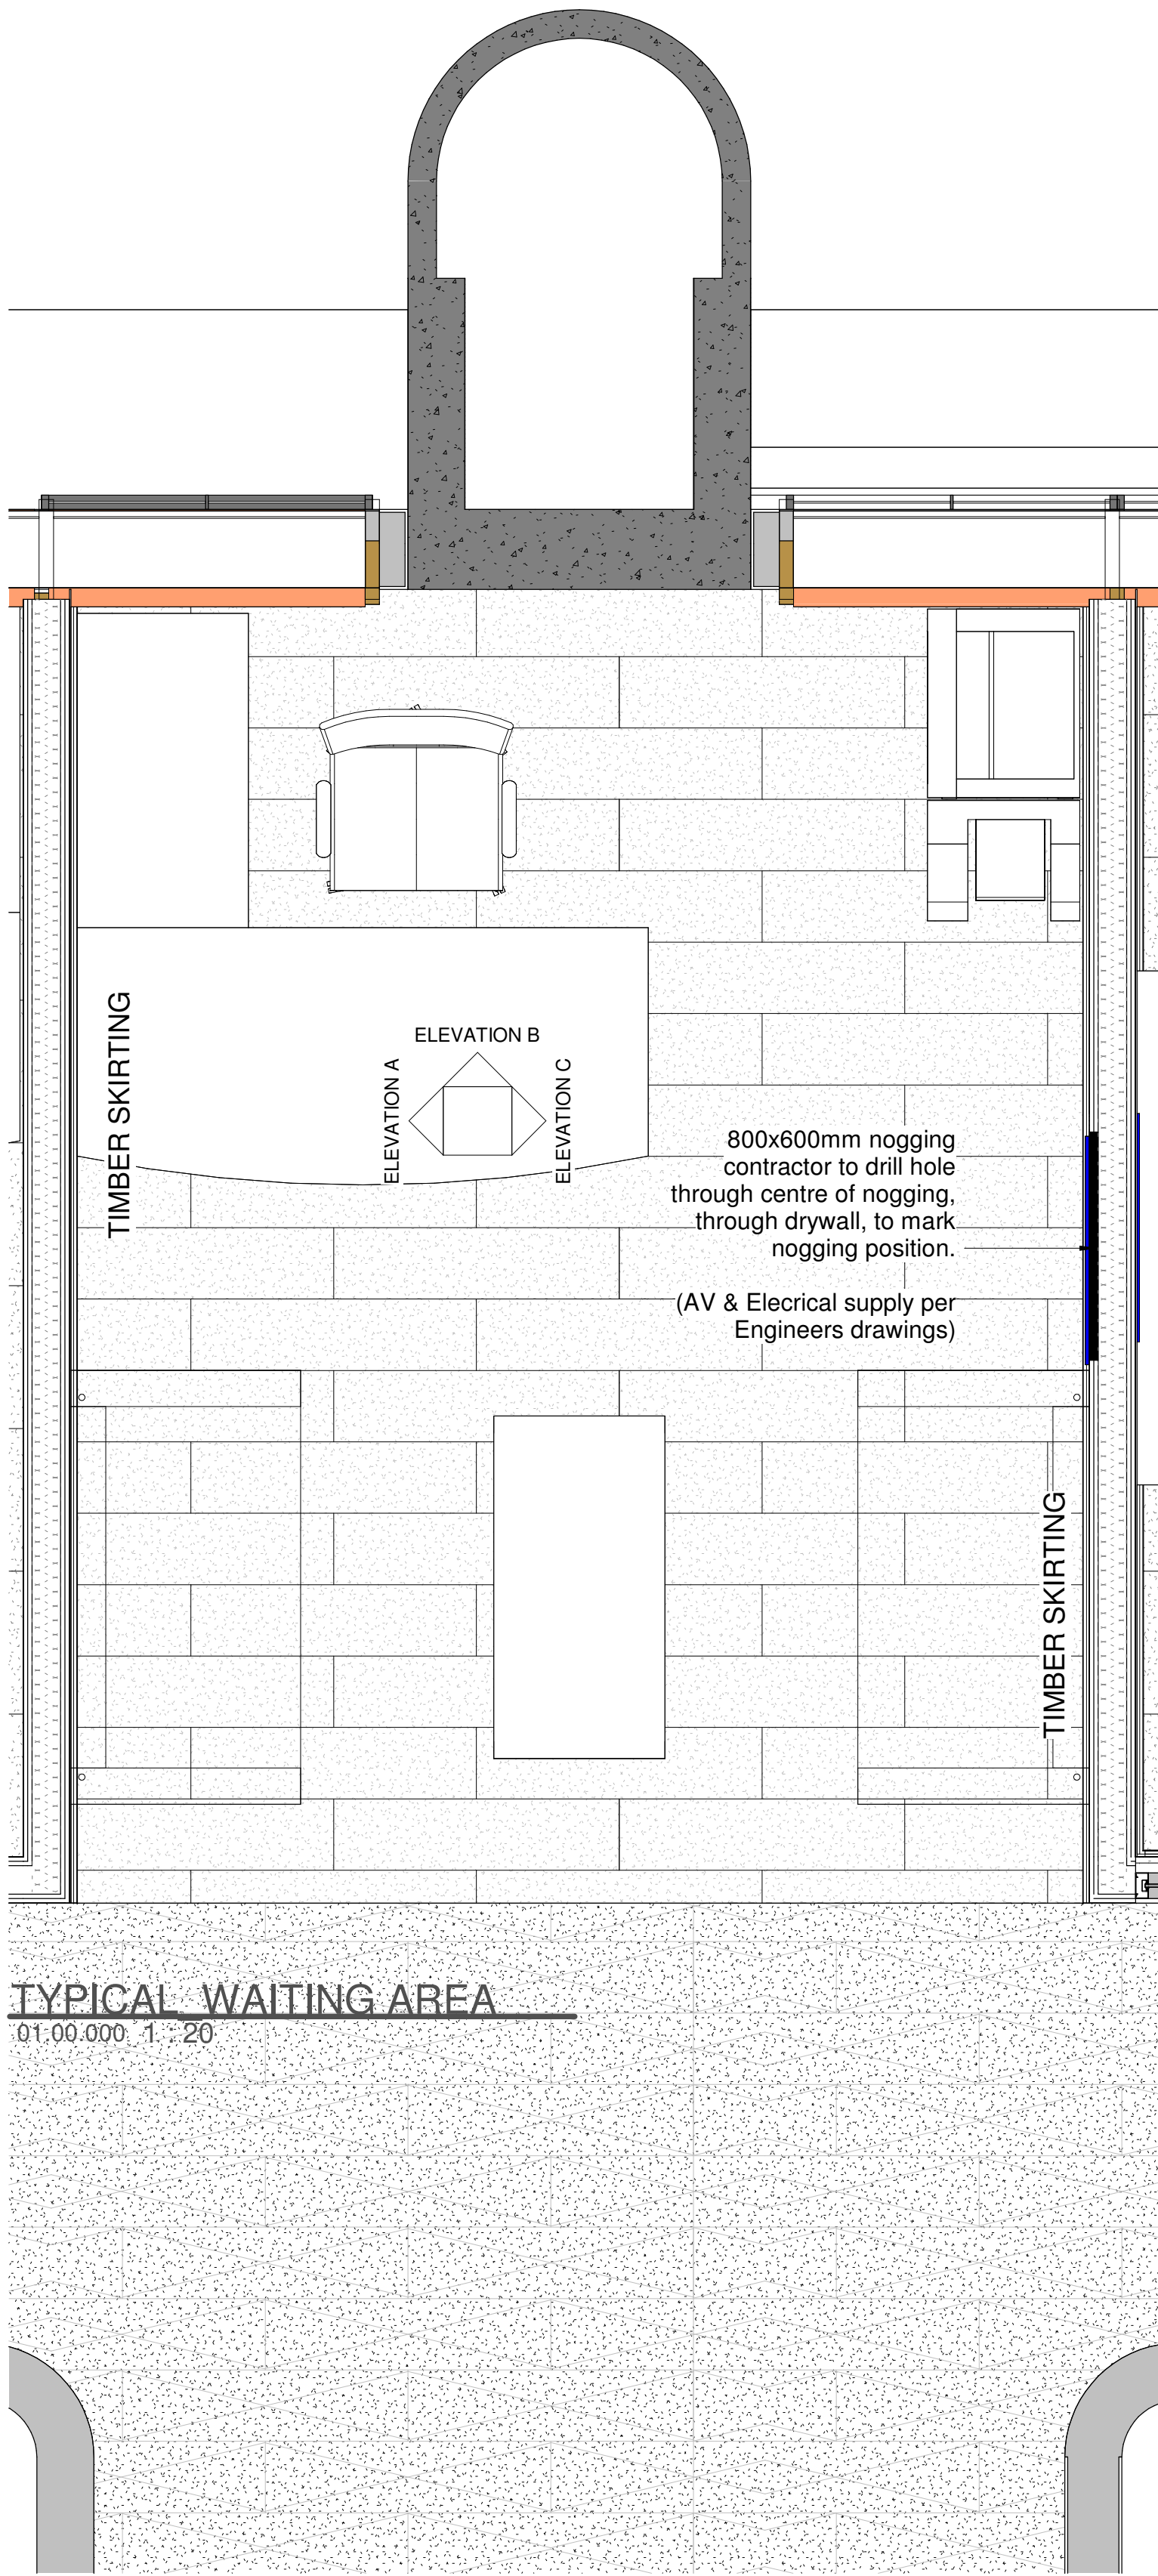 TIMBER SKIRTING
ELEVATION B
ELEVATION A
ELEVATION C
800x600mm nogging
contractor to drill hole
through centre of nogging,
through drywall, to mark
nogging position.
(AV & Elecrical supply per
Engineers drawings)
TIMBER SKIRTING
TYPICAL WAITING AREA
01.00.000 1 : 20